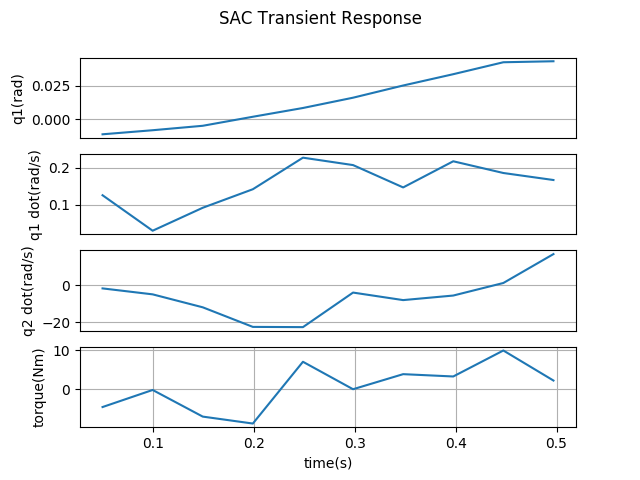 SAC Transient Response
q1(rad)
0.025
0.000
q1 dot(rad/s)
0.2
0.1
q2 dot(rad/s)
0
−20
torque(Nm)
10
0
0.1 0.2 0.3 0.4 0.5
time(s)